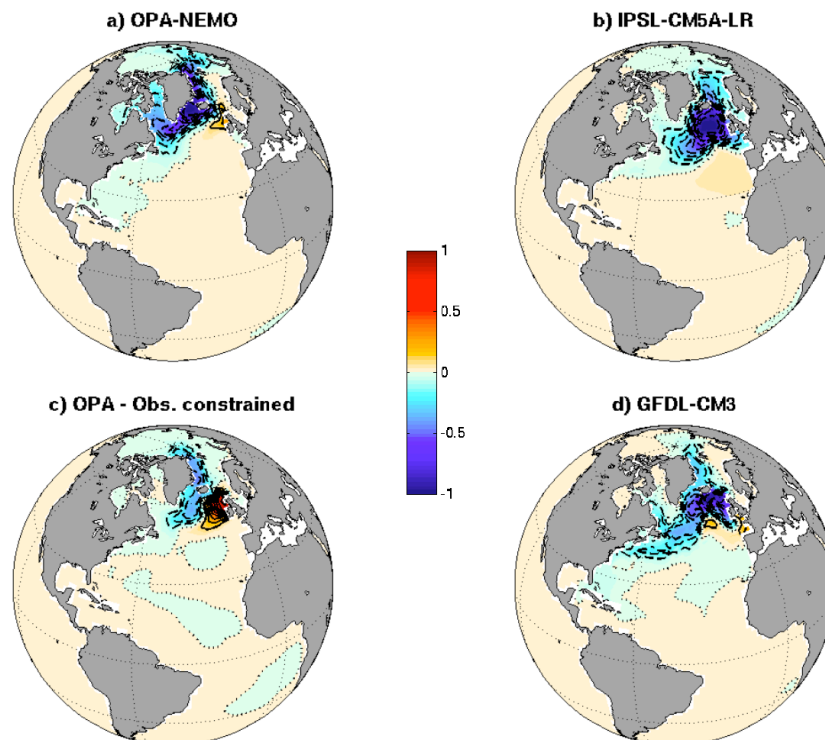 a) OPA-NEMO
b) IPSL-CM5A-LR
1
0.5
0
-0.5
-1
c) OPA - Obs. constrained
d) GFDL-CM3